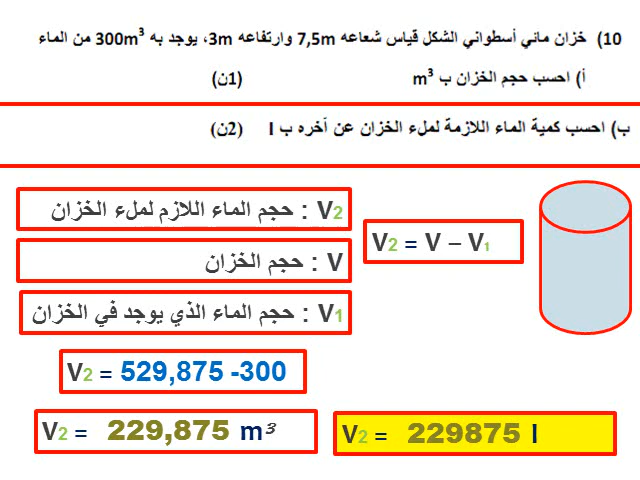 10) خزان ماني أسطواني الشكل قياس شعاعه 7,5m وارتفاعه 3m، يوجد به 300m³ من الماء
أ) احسب حجم الخزان ب m³ (1ن)
ب) احسب كمية الماء اللازمة لملء الخزان عن آخره ب l (2ن)
V2 : حجم الماء اللازم لملء الخزان
V2 = V – V1
V : حجم الخزان
V1 : حجم الماء الذي يوجد في الخزان
V2 = 529,875 -300
V2 = 229,875 m³
V2 = 229875 l